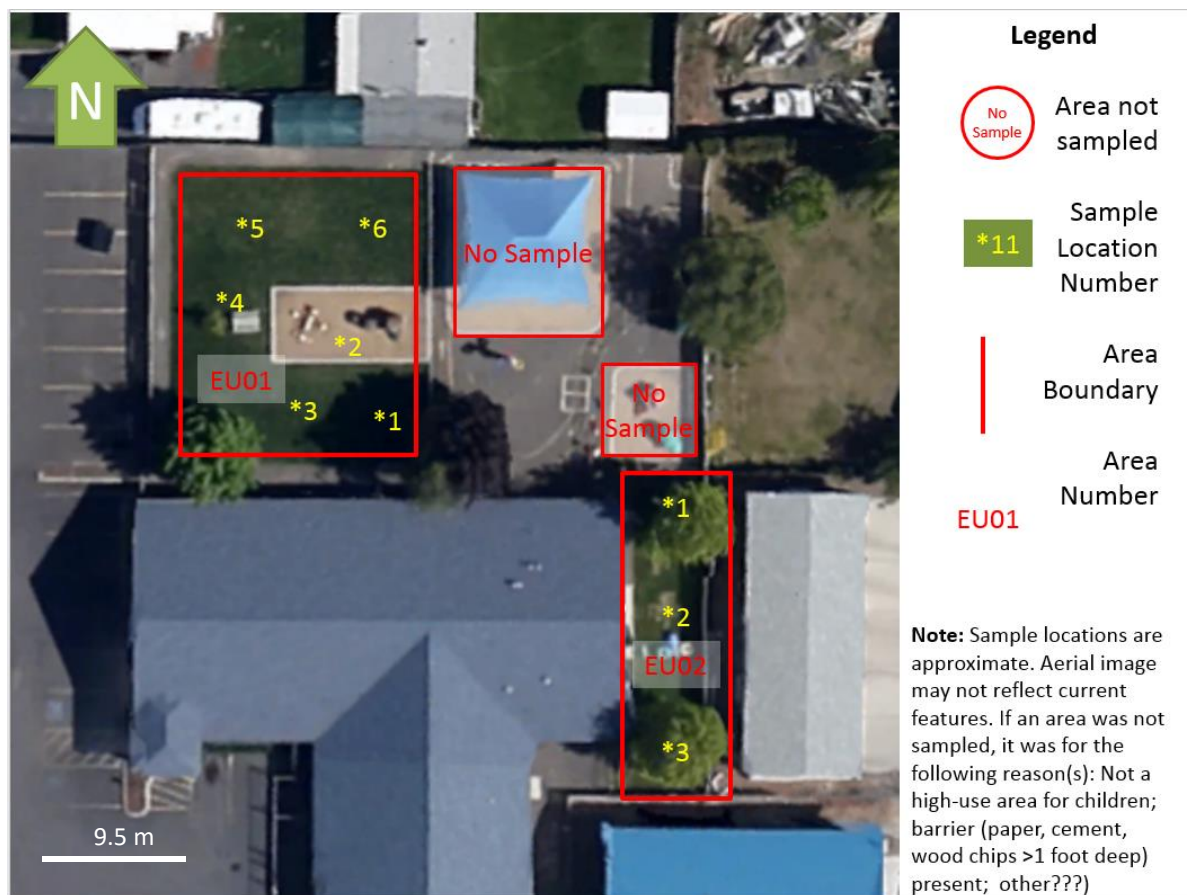 N
*5
*6
No Sample
*4
*2
EU01
*3
*1
No
Sample
*1
*2
EU02
*3
9.5 m
Legend
No
Sample
Area not
sampled
*11
Sample
Location
Number
Area
Boundary
EU01
Area
Number
Note: Sample locations are
approximate. Aerial image
may not reflect current
features. If an area was not
sampled, it was for the
following reason(s): Not a
high-use area for children;
barrier (paper, cement,
wood chips >1 foot deep)
present;  other???)